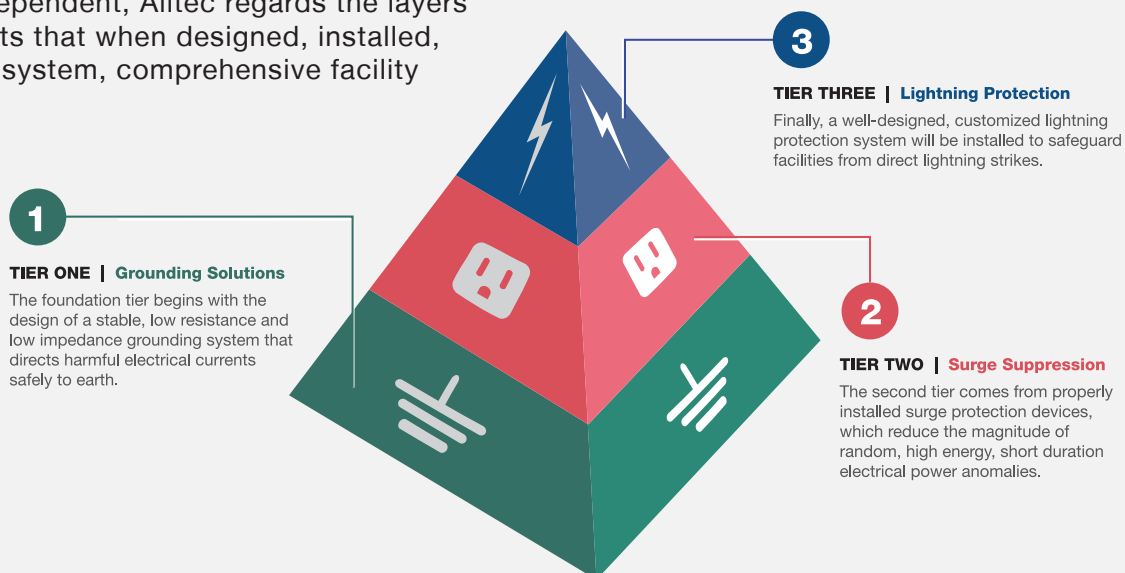 ependent, Alltec regards the layers
ts that when designed, installed,
system, comprehensive facility
3
TIER THREE | Lightning Protection
Finally, a well-designed, customized lightning
protection system will be installed to safeguard
facilities from direct lightning strikes.
1
TIER ONE | Grounding Solutions
The foundation tier begins with the
design of a stable, low resistance and
low impedance grounding system that
directs harmful electrical currents
safely to earth.
2
TIER TWO | Surge Suppression
The second tier comes from properly
installed surge protection devices,
which reduce the magnitude of
random, high energy, short duration
electrical power anomalies.